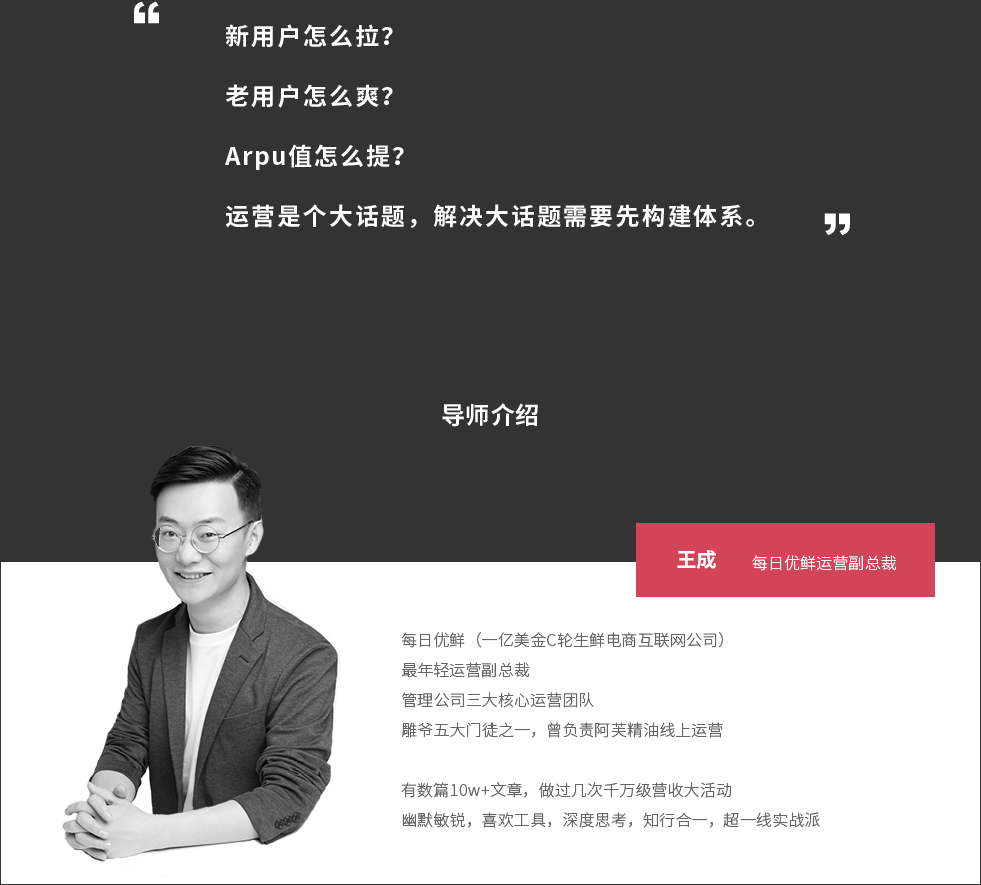 “
新用户怎么拉？
老用户怎么爽？
Arpu值怎么提？
运营是个大话题，解决大话题需要先构建体系。
”
导师介绍
王成 每日优鲜运营副总裁
每日优鲜（一亿美金C轮生鲜电商互联网公司）
最年轻运营副总裁
管理公司三大核心运营团队
雕爷五大门徒之一，曾负责阿芙精油线上运营
有数篇10w+文章，做过几次千万级营收大活动
幽默敏锐，喜欢工具，深度思考，知行合一，超一线实战派